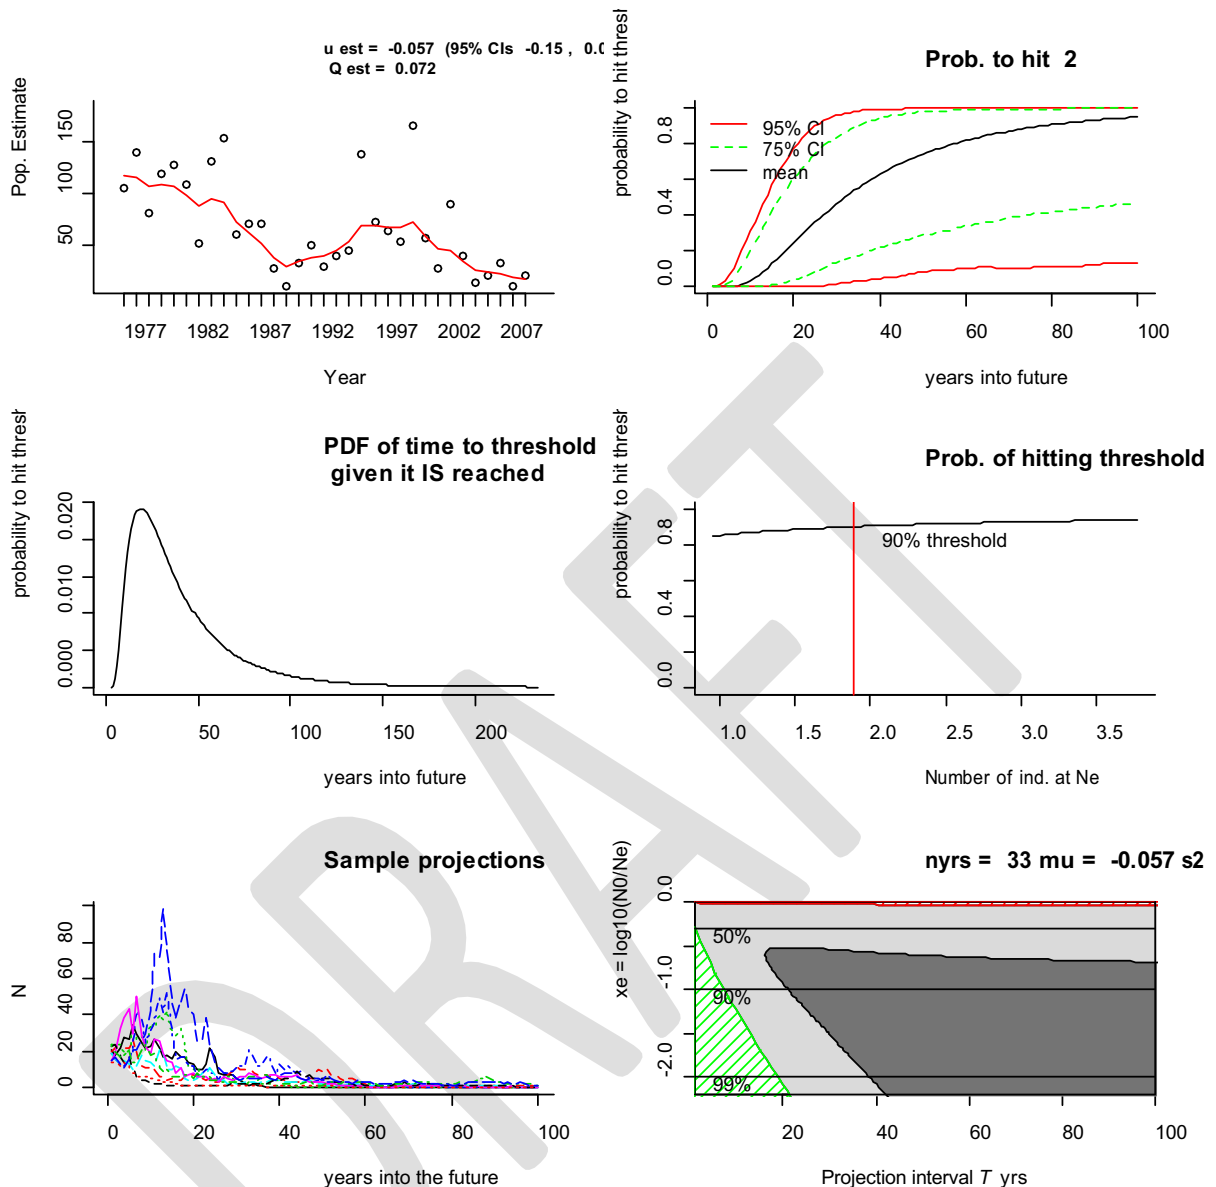 u est = -0.057 (95% CIs -0.15 , 0.0
Q est = 0.072
Pop. Estimate
50 100 150
1977 1982 1987 1992 1997 2002 2007
Year
Prob. to hit 2
probability to hit thresh
0.0 0.4 0.8
95% CI
75% CI
mean
0 20 40 60 80 100
years into future
PDF of time to threshold
given it IS reached
probability to hit thresh
0.000 0.010 0.020
0 50 100 150 200
years into future
Prob. of hitting threshold
probability to hit thresh
0.0 0.4 0.8
90% threshold
1.0 1.5 2.0 2.5 3.0 3.5
Number of ind. at Ne
Sample projections
N
0 20 40 60 80
0 20 40 60 80 100
years into the future
nyrs = 33 mu = -0.057 s2
xe = log10(N0/Ne)
-2.0 -1.0 0.0
50%
90%
99%
20 40 60 80 100
Projection interval T yrs
DRAFT